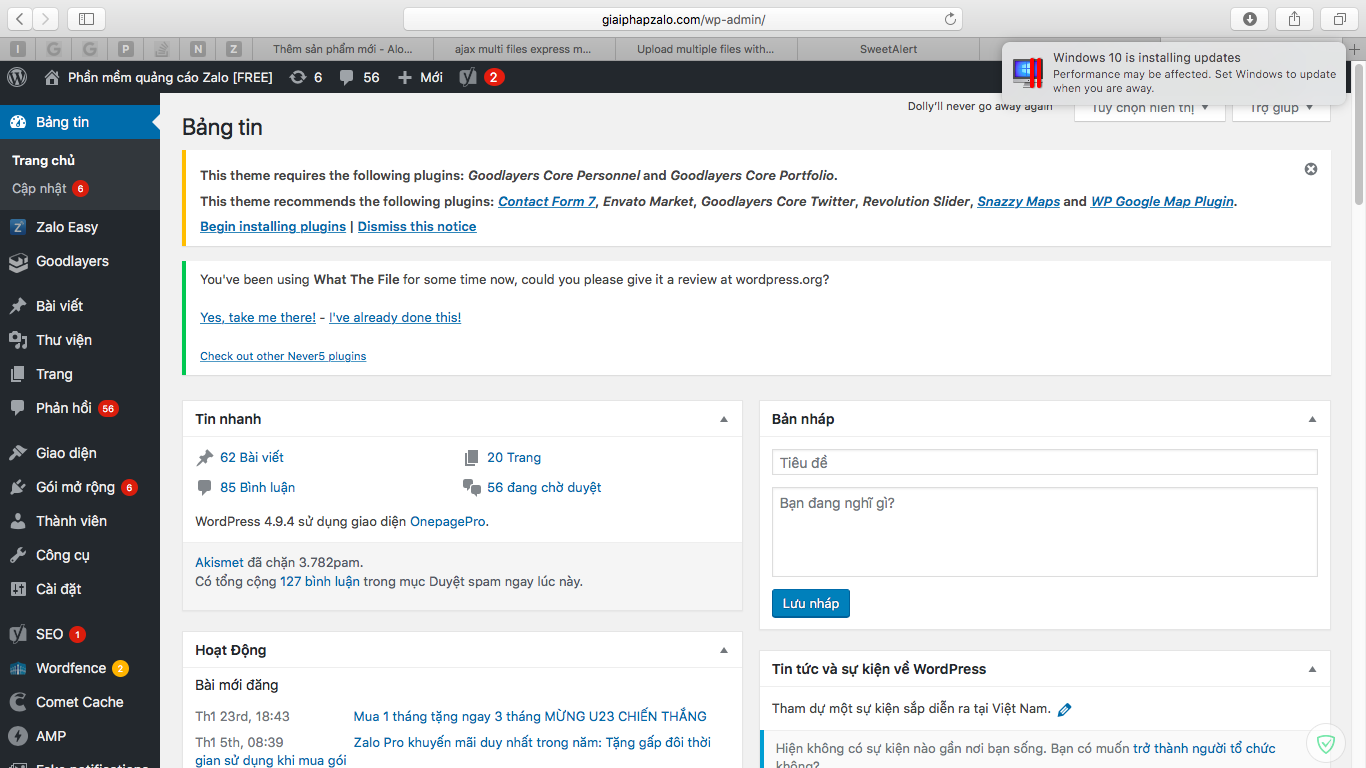 giaiphapzalo.com/wp-admin/
I
G
G
P
N
Z
Thêm sản phẩm mới - Alo...
ajax multi files express m...
Upload multiple files with...
SweetAlert
Windows 10 is installing updates
Performance may be affected. Set Windows to update
when you are away.
Phần mềm quảng cáo Zalo [FREE]
6
56
Mới
2
Dolly'll never go away again
Tùy chọn hiển thị
Trợ giúp
Bảng tin
Trang chủ
Cập nhật 6
Zalo Easy
Goodlayers
Bài viết
Thư viện
Trang
Phản hồi 56
Giao diện
Gói mở rộng 6
Thành viên
Công cụ
Cài đặt
SEO 1
Wordfence 2
Comet Cache
AMP
Fake notifications
Bảng tin
This theme requires the following plugins: Goodlayers Core Personnel and Goodlayers Core Portfolio.
This theme recommends the following plugins: Contact Form 7, Envato Market, Goodlayers Core Twitter, Revolution Slider, Snazzy Maps and WP Google Map Plugin.
Begin installing plugins | Dismiss this notice
You've been using What The File for some time now, could you please give it a review at wordpress.org?
Yes, take me there! - I've already done this!
Check out other Never5 plugins
Tin nhanh
62 Bài viết
20 Trang
85 Bình luận
56 đang chờ duyệt
WordPress 4.9.4 sử dụng giao diện OnepagePro.
Akismet đã chặn 3.782pam.
Có tổng cộng 127 bình luận trong mục Duyệt spam ngay lúc này.
Hoạt Động
Bài mới đăng
Th1 23rd, 18:43
Mua 1 tháng tặng ngay 3 tháng MỪNG U23 CHIẾN THẮNG
Th1 5th, 08:39
Zalo Pro khuyến mãi duy nhất trong năm: Tặng gấp đôi thời
gian sử dụng khi mua gói
Bản nháp
Tiêu đề
Bạn đang nghĩ gì?
Lưu nháp
Tin tức và sự kiện về WordPress
Tham dự một sự kiện sắp diễn ra tại Việt Nam.
Hiện không có sự kiện nào gần nơi bạn sống. Bạn có muốn trở thành người tổ chức
không?